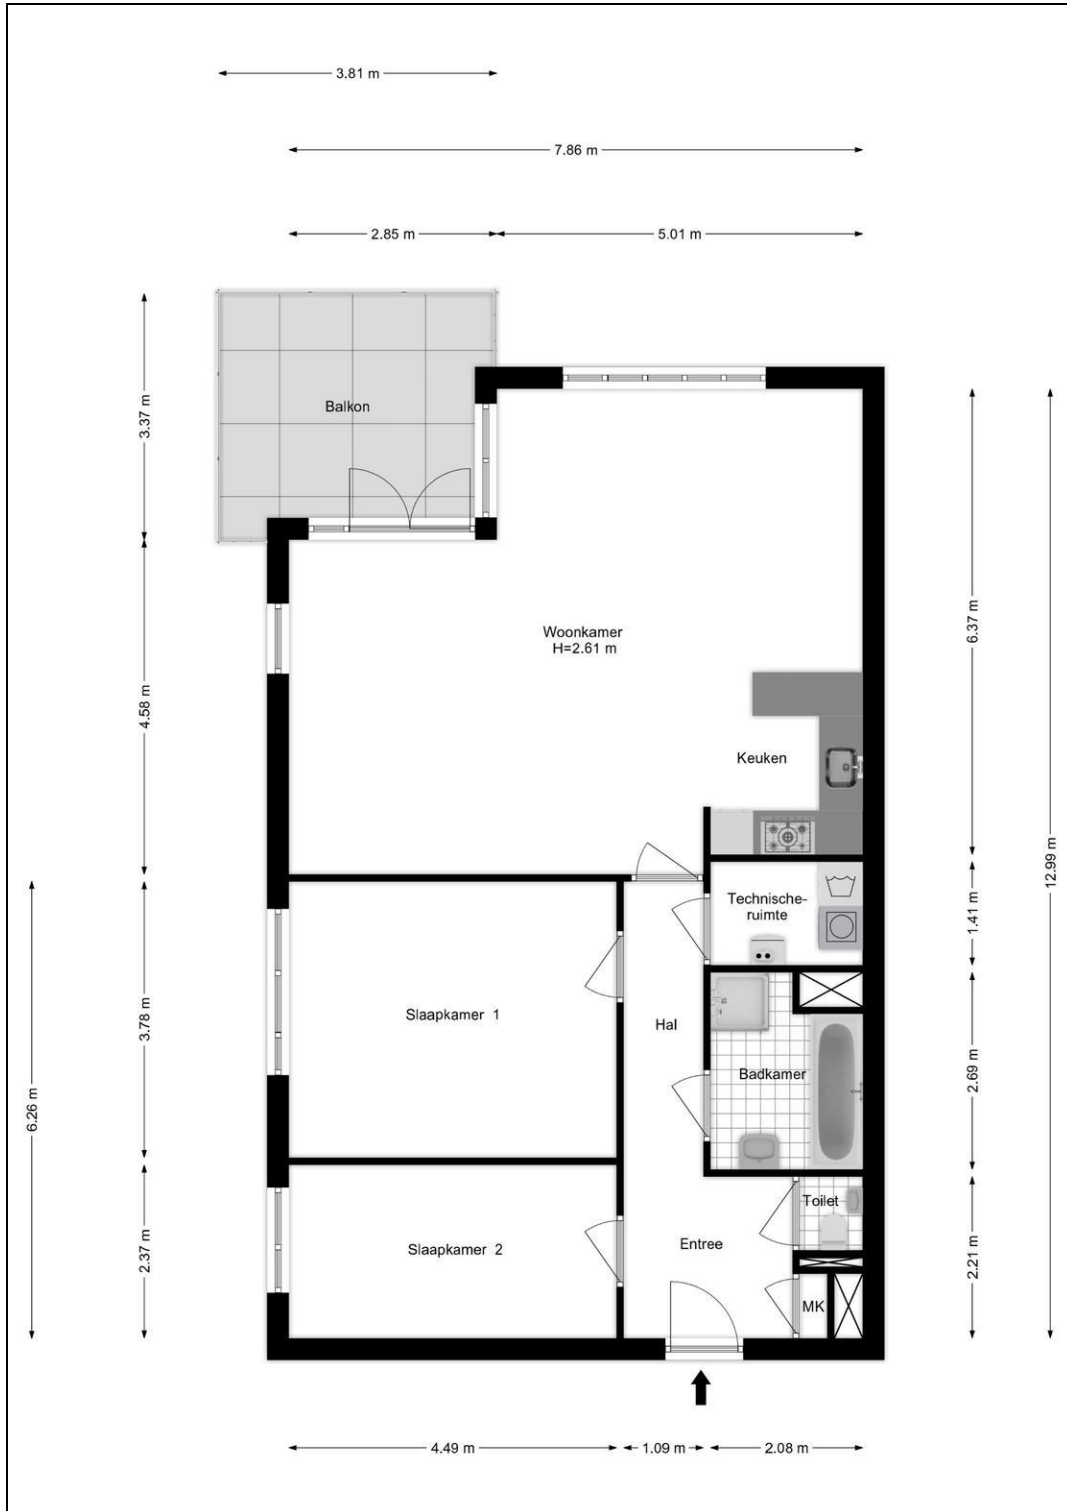 3.81 m
7.86 m
2.85 m
5.01 m
3.37 m
Balkon
4.58 m
Woonkamer
H=2.61 m
6.37 m
Keuken
12.99 m
Technische-
ruimte
1.41 m
Slaapkamer 1
3.78 m
Hal
Badkamer
2.69 m
6.26 m
Toilet
Slaapkamer 2
2.37 m
Entree
2.21 m
MK
4.49 m
1.09 m
2.08 m